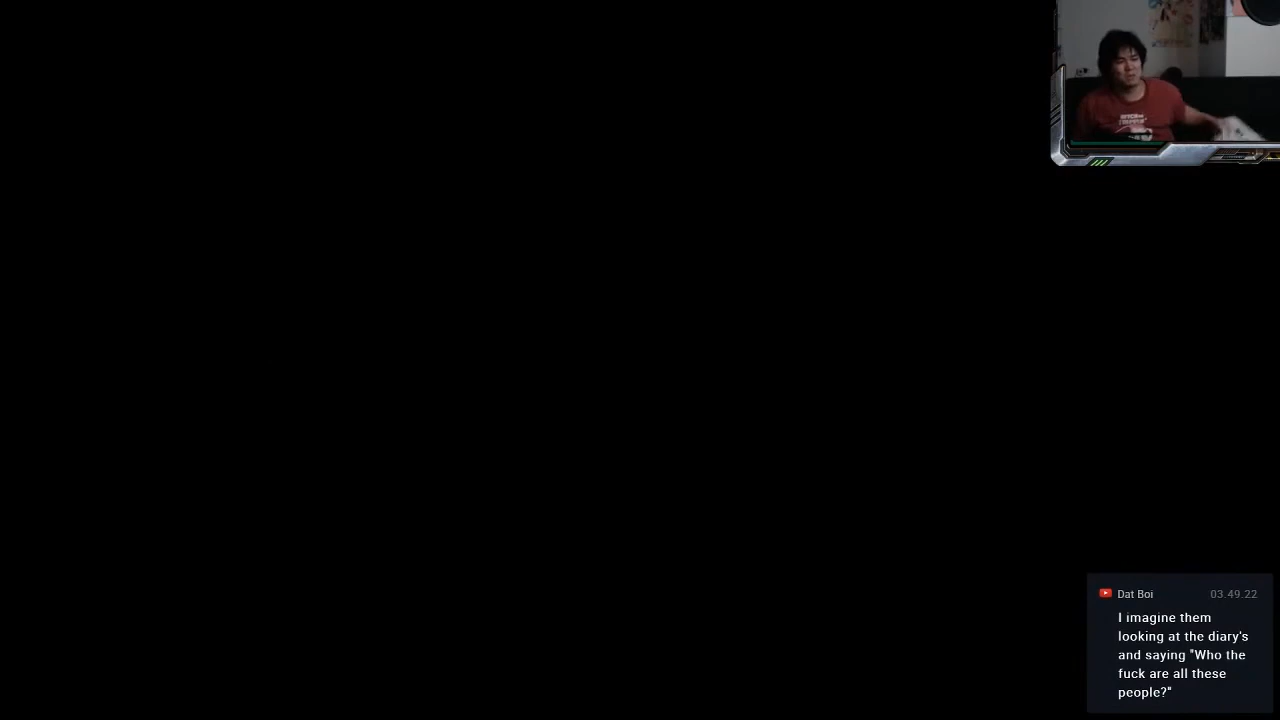 Dat Boi 03.49.22
I imagine them
looking at the diary's
and saying "Who the
fuck are all these
people?"